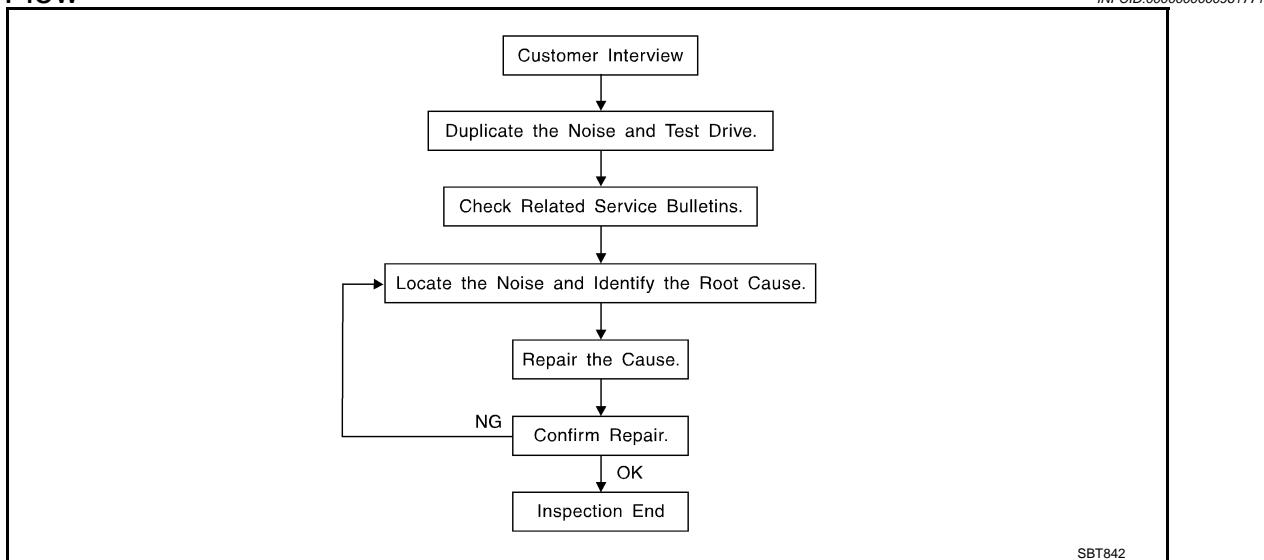 Customer Interview
Duplicate the Noise and Test Drive.
Check Related Service Bulletins.
Locate the Noise and Identify the Root Cause.
Repair the Cause.
NG
Confirm Repair.
OK
Inspection End
SBT842